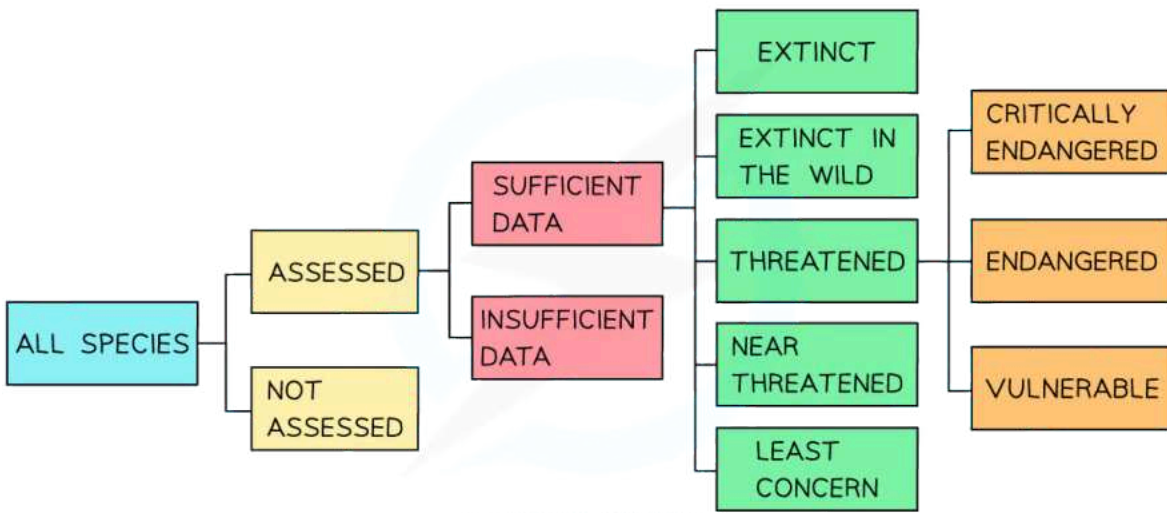 ALL SPECIES
ASSESSED
NOT
ASSESSED
SUFFICIENT
DATA
INSUFFICIENT
DATA
EXTINCT
EXTINCT IN
THE WILD
THREATENED
NEAR
THREATENED
LEAST
CONCERN
CRITICALLY
ENDANGERED
ENDANGERED
VULNERABLE